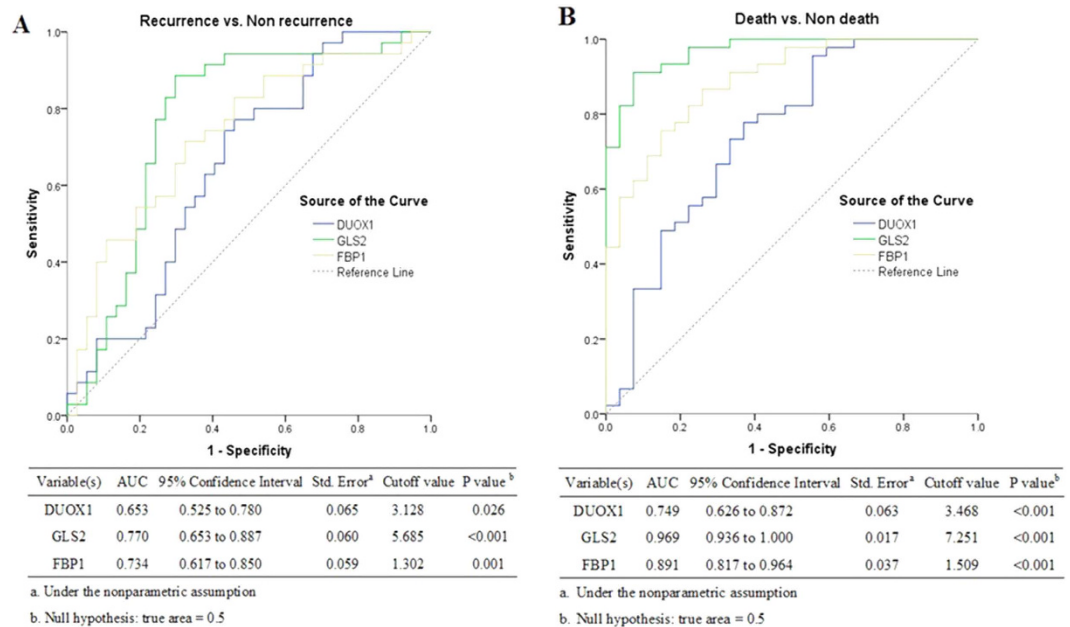 A
Recurrence vs. Non recurrence
1.0
0.8
0.6
0.4
0.2
0.0
Sensitivity
0.0 0.2 0.4 0.6 0.8 1.0
1 - Specificity
Source of the Curve
DUOX1
GLS2
FBP1
Reference Line
Variable(s) AUC 95% Confidence Interval Std. Errorᵃ Cutoff value P value ᵇ
DUOX1 0.653 0.525 to 0.780 0.065 3.128 0.026
GLS2 0.770 0.653 to 0.887 0.060 5.685 <0.001
FBP1 0.734 0.617 to 0.850 0.059 1.302 0.001
a. Under the nonparametric assumption
b. Null hypothesis: true area = 0.5
B
Death vs. Non death
1.0
0.8
0.6
0.4
0.2
0.0
Sensitivity
0.0 0.2 0.4 0.6 0.8 1.0
1 - Specificity
Source of the Curve
DUOX1
GLS2
FBP1
Reference Line
Variable(s) AUC 95% Confidence Interval Std. Errorᵃ Cutoff value P valueᵇ
DUOX1 0.749 0.626 to 0.872 0.063 3.468 <0.001
GLS2 0.969 0.936 to 1.000 0.017 7.251 <0.001
FBP1 0.891 0.817 to 0.964 0.037 1.509 <0.001
a. Under the nonparametric assumption
b. Null hypothesis: true area = 0.5